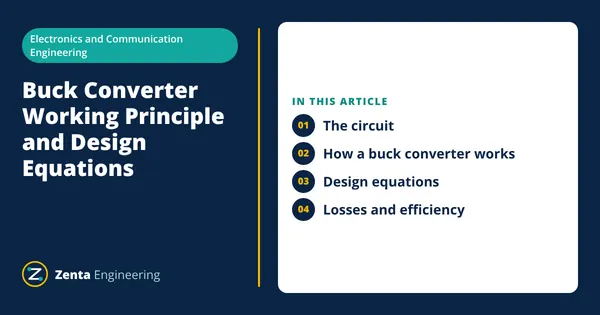 Electronics and Communication
Engineering
Buck Converter
Working Principle
and Design
Equations
Zenta Engineering
IN THIS ARTICLE
01 The circuit
02 How a buck converter works
03 Design equations
04 Losses and efficiency